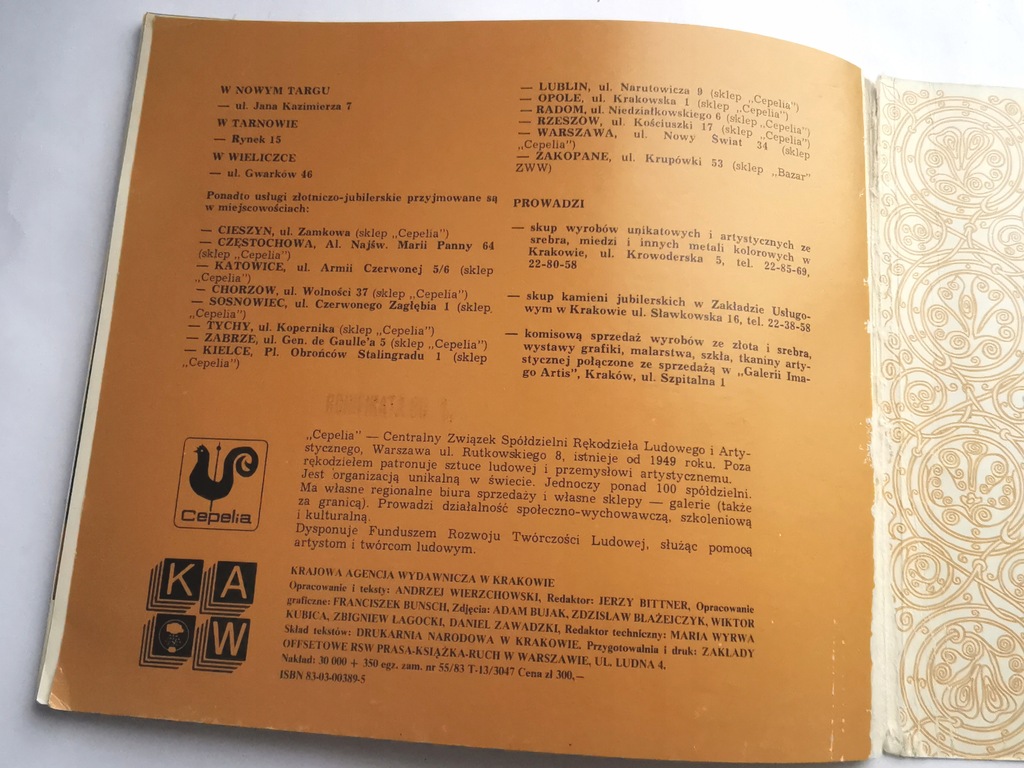 W NOWYM TARGU
— ul. Jana Kazimierza 7
W TARNOWIE
— Rynek 15
W WIELICZCE
— ul. Gwarków 46
Ponadto usługi złotniczo-jubilerskie przyjmowane są
w miejscowościach:
— CIESZYN, ul. Zamkowa (sklep „Cepelia")
— CZĘSTOCHOWA, Al. Najśw. Marii Panny 64
(sklep „Cepelia")
— KATOWICE, ul. Armii Czerwonej 5/6 (sklep
„Cepelia")
— CHORZÓW, ul. Wolności 37 (sklep „Cepelia")
— SOSNOWIEC, ul. Czerwonego Zagłębia 1 (sklep
„Cepelia")
— TYCHY, ul. Kopernika (sklep „Cepelia")
— ZABRZE, ul. Gen. de Gaulle'a 5 (sklep „Cepelia")
— KIELCE, Pl. Obrońców Stalingradu 1 (sklep
„Cepelia")
— LUBLIN, ul. Narutowicza 9 (sklep „Cepelia")
— OPOLE, ul. Krakowska 1 (sklep „Cepelia")
— RADOM, ul. Niedziałkowskiego 6 (sklep „Cepelia")
— RZESZÓW, ul. Kościuszki 17 (sklep „Cepelia")
— WARSZAWA, ul. Nowy Świat 34 (sklep
„Cepelia")
— ZAKOPANE, ul. Krupówki 53 (sklep „Bazar"
ZWW)
PROWADZI
— skup wyrobów unikatowych i artystycznych ze
srebra, miedzi i innych metali kolorowych w
Krakowie, ul. Krowoderska 5, tel. 22-85-69,
22-80-58
— skup kamieni jubilerskich w Zakładzie Usługo-
wym w Krakowie ul. Sławkowska 16, tel. 22-38-58
— komisową sprzedaż wyrobów ze złota i srebra,
wystawy grafiki, malarstwa, szkła, tkaniny arty-
stycznej połączone ze sprzedażą w „Galerii Ima-
go Artis", Kraków, ul. Szpitalna 1
„Cepelia" — Centralny Związek Spółdzielni Rękodzieła Ludowego i Arty-
stycznego, Warszawa ul. Rutkowskiego 8, istnieje od 1949 roku. Poza
rękodziełem patronuje sztuce ludowej i przemysłowi artystycznemu.
Jest organizacją unikalną w świecie. Jednoczy ponad 100 spółdzielni.
Ma własne regionalne biura sprzedaży i własne sklepy — galerie (także
za granicą). Prowadzi działalność społeczno-wychowawczą, szkoleniową
i kulturalną.
Dysponuje Funduszem Rozwoju Twórczości Ludowej, służąc pomocą
artystom i twórcom ludowym.
Cepelia
KRAJOWA AGENCJA WYDAWNICZA W KRAKOWIE
Opracowanie i teksty: ANDRZEJ WIERZCHOWSKI, Redaktor: JERZY BITTNER, Opracowanie
graficzne: FRANCISZEK BUNSCH, Zdjęcia: ADAM BUJAK, ZDZISŁAW BŁAŻEJCZYK, WIKTOR
KUBICA, ZBIGNIEW ŁAGOCKI, DANIEL ZAWADZKI, Redaktor techniczny: MARIA WYRWA
Skład tekstów: DRUKARNIA NARODOWA W KRAKOWIE. Przygotowalnia i druk: ZAKŁADY
OFFSETOWE RSW PRASA-KSIĄŻKA-RUCH W WARSZAWIE, UL. LUDNA 4.
Nakład: 30 000 + 350 egz. zam. nr 55/83 T-13/3047 Cena zł 300,—
ISBN 83-03-00389-5
K A
W